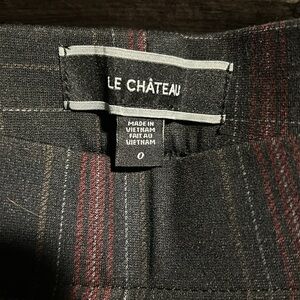 LE CHÂTEAU
MADE IN
VIETNAM
FAIT AU
VIETNAM
0